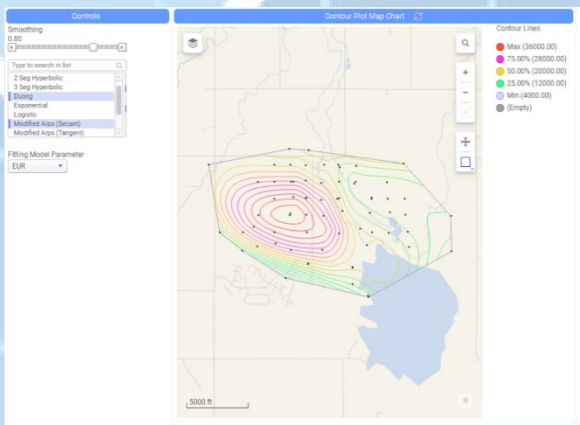 Controls
Smoothing
0.80
Type to search in list
2 Seg Hyperbolic
3 Seg Hyperbolic
Duong
Exponential
Logistic
Modified Arps (Secant)
Modified Arps (Tangent)
Fitting Model Parameter
EUR
Contour Plot Map Chart
5000 ft
Contour Lines
Max (36000.00)
75.00% (28000.00)
50.00% (20000.00)
25.00% (12000.00)
Min (4000.00)
(Empty)